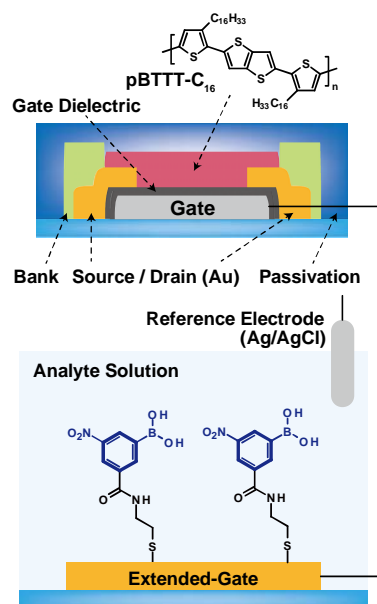 C16H33
S
S
S
S
n
H33C16
pBTTT-C16
Gate Dielectric
Gate
Bank
Source / Drain (Au)
Passivation
Reference Electrode
(Ag/AgCl)
Analyte Solution
OH
O2N
B
OH
O
NH
S
OH
O2N
B
OH
O
NH
S
Extended-Gate